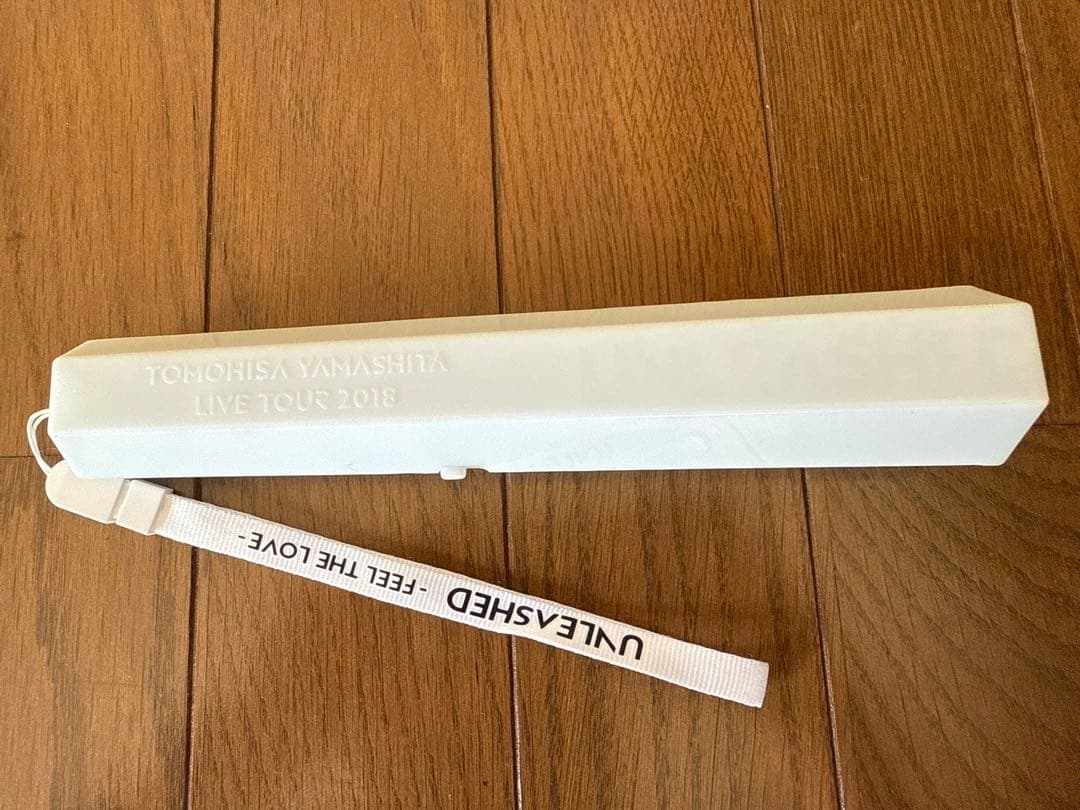 TOMOHISA YAMASHITA
LIVE TOUR 2018
UNLEASHED - FEEL THE LOVE -